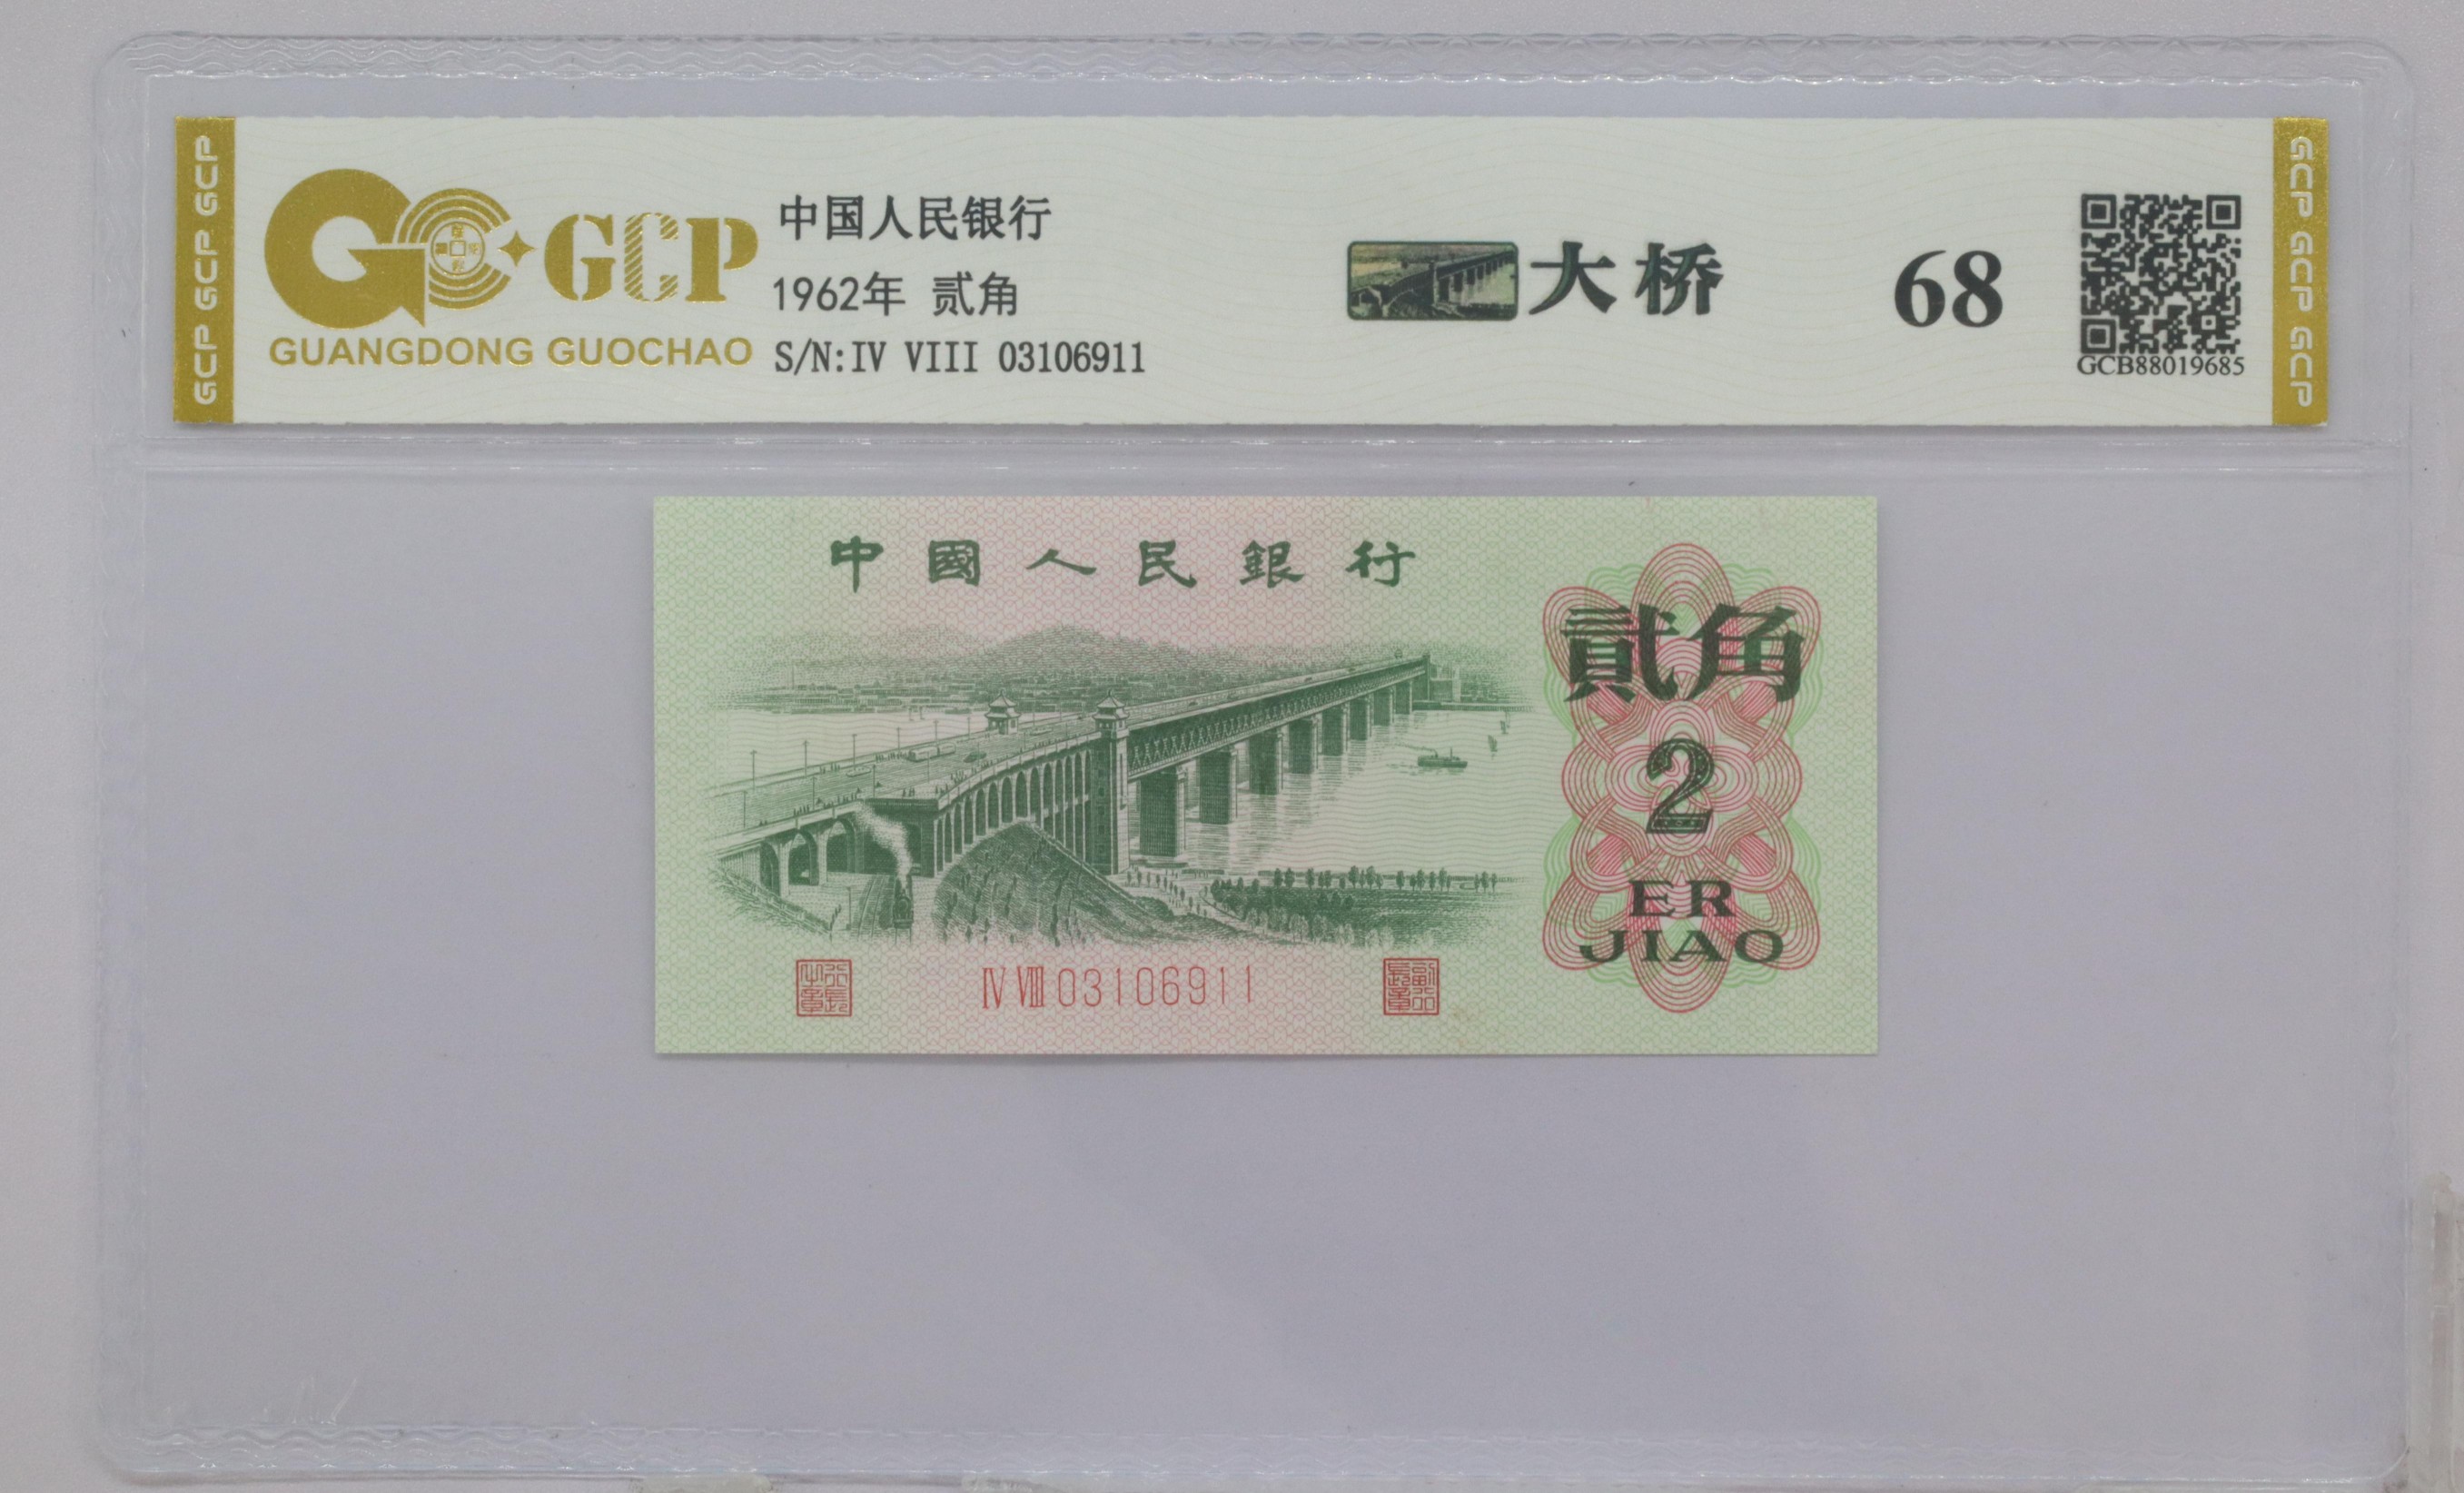 GCP GCP GCP
GCP
GUANGDONG GUOCHAO
中国人民银行
1962年 贰角
S/N:IV VIII 03106911
大桥
68
GCB88019685
GCP GCP GCP
中國人民銀行
貳角
2
ER
JIAO
IV VIII 03106911